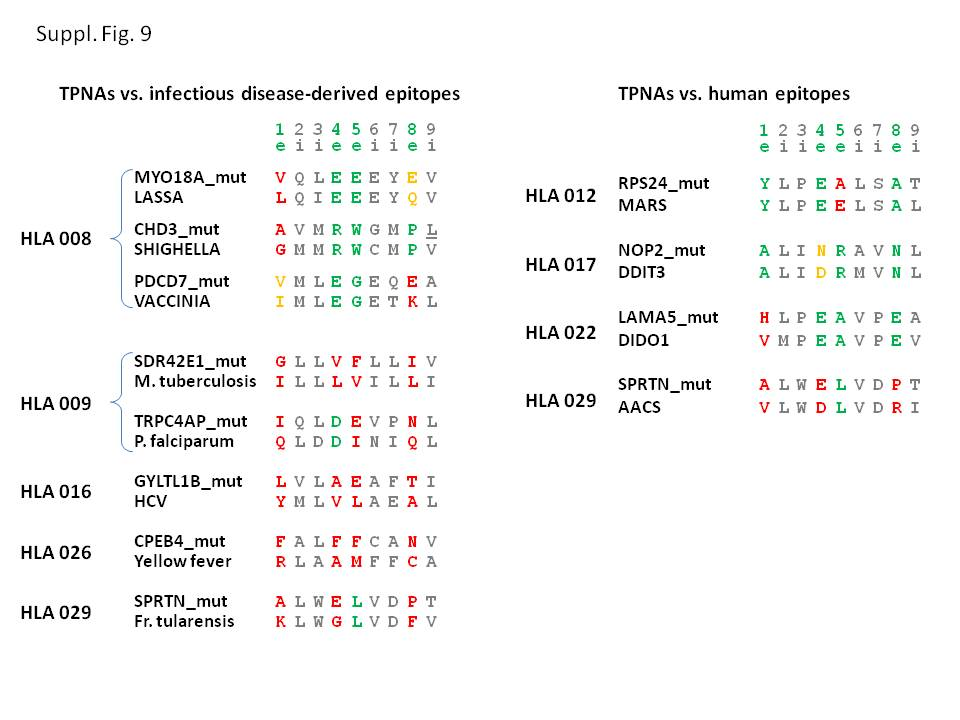 Suppl. Fig. 9
TPNAs vs. infectious disease-derived epitopes
1 2 3 4 5 6 7 8 9
e i i e e i i e i
HLA 008
MYO18A_mut V Q L E E E Y E V
LASSA L Q I E E E Y Q V
CHD3_mut A V M R W G M P L
SHIGHELLA G M M R W C M P V
PDCD7_mut V M L E G E Q E A
VACCINIA I M L E G E T K L
HLA 009
SDR42E1_mut G L L V F L L I V
M. tuberculosis I L L L V I L L I
TRPC4AP_mut I Q L D E V P N L
P. falciparum Q L D D I N I Q L
HLA 016
GYLTL1B_mut L V L A E A F T I
HCV Y M L V L A E A L
HLA 026
CPEB4_mut F A L F F C A N V
Yellow fever R L A A M F F C A
HLA 029
SPRTN_mut A L W E L V D P T
Fr. tularensis K L W G L V D F V
TPNAs vs. human epitopes
1 2 3 4 5 6 7 8 9
e i i e e i i e i
HLA 012
RPS24_mut Y L P E A L S A T
MARS Y L P E E L S A L
HLA 017
NOP2_mut A L I N R A V N L
DDIT3 A L I D R M V N L
HLA 022
LAMA5_mut H L P E A V P E A
DIDO1 V M P E A V P E V
HLA 029
SPRTN_mut A L W E L V D P T
AACS V L W D L V D R I